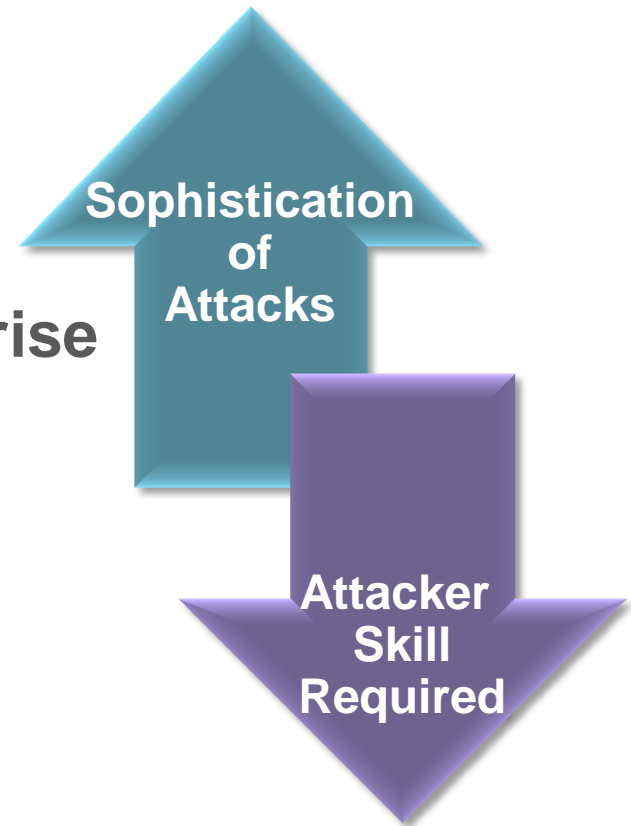 Sophistication
of
Attacks
rise
Attacker
Skill
Required